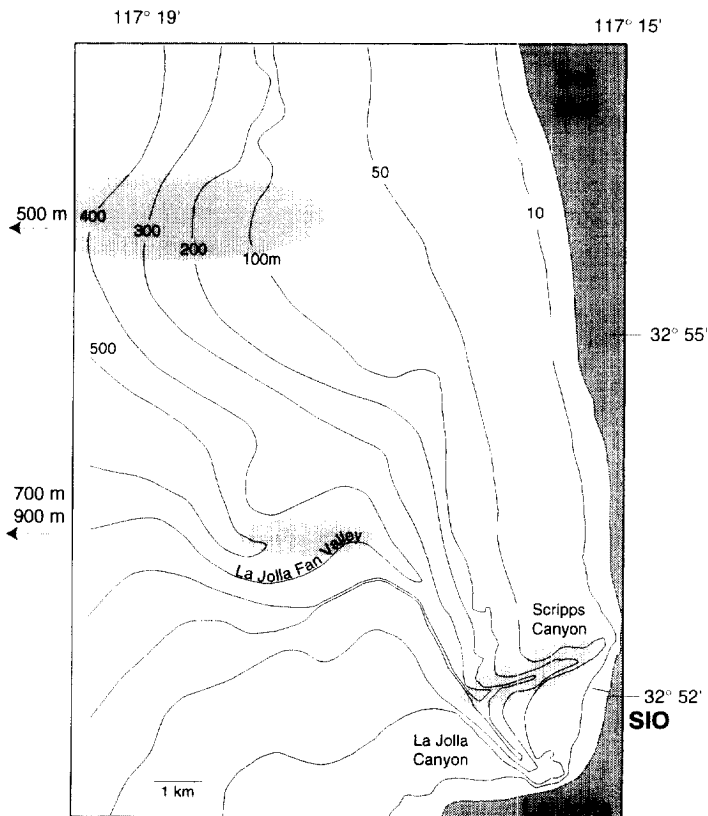 117° 19'
117° 15'
50
10
500 m
400
300
200
100m
32° 55'
500
700 m
900 m
La Jolla Fan Valley
Scripps
Canyon
32° 52'
SIO
La Jolla
Canyon
1 km